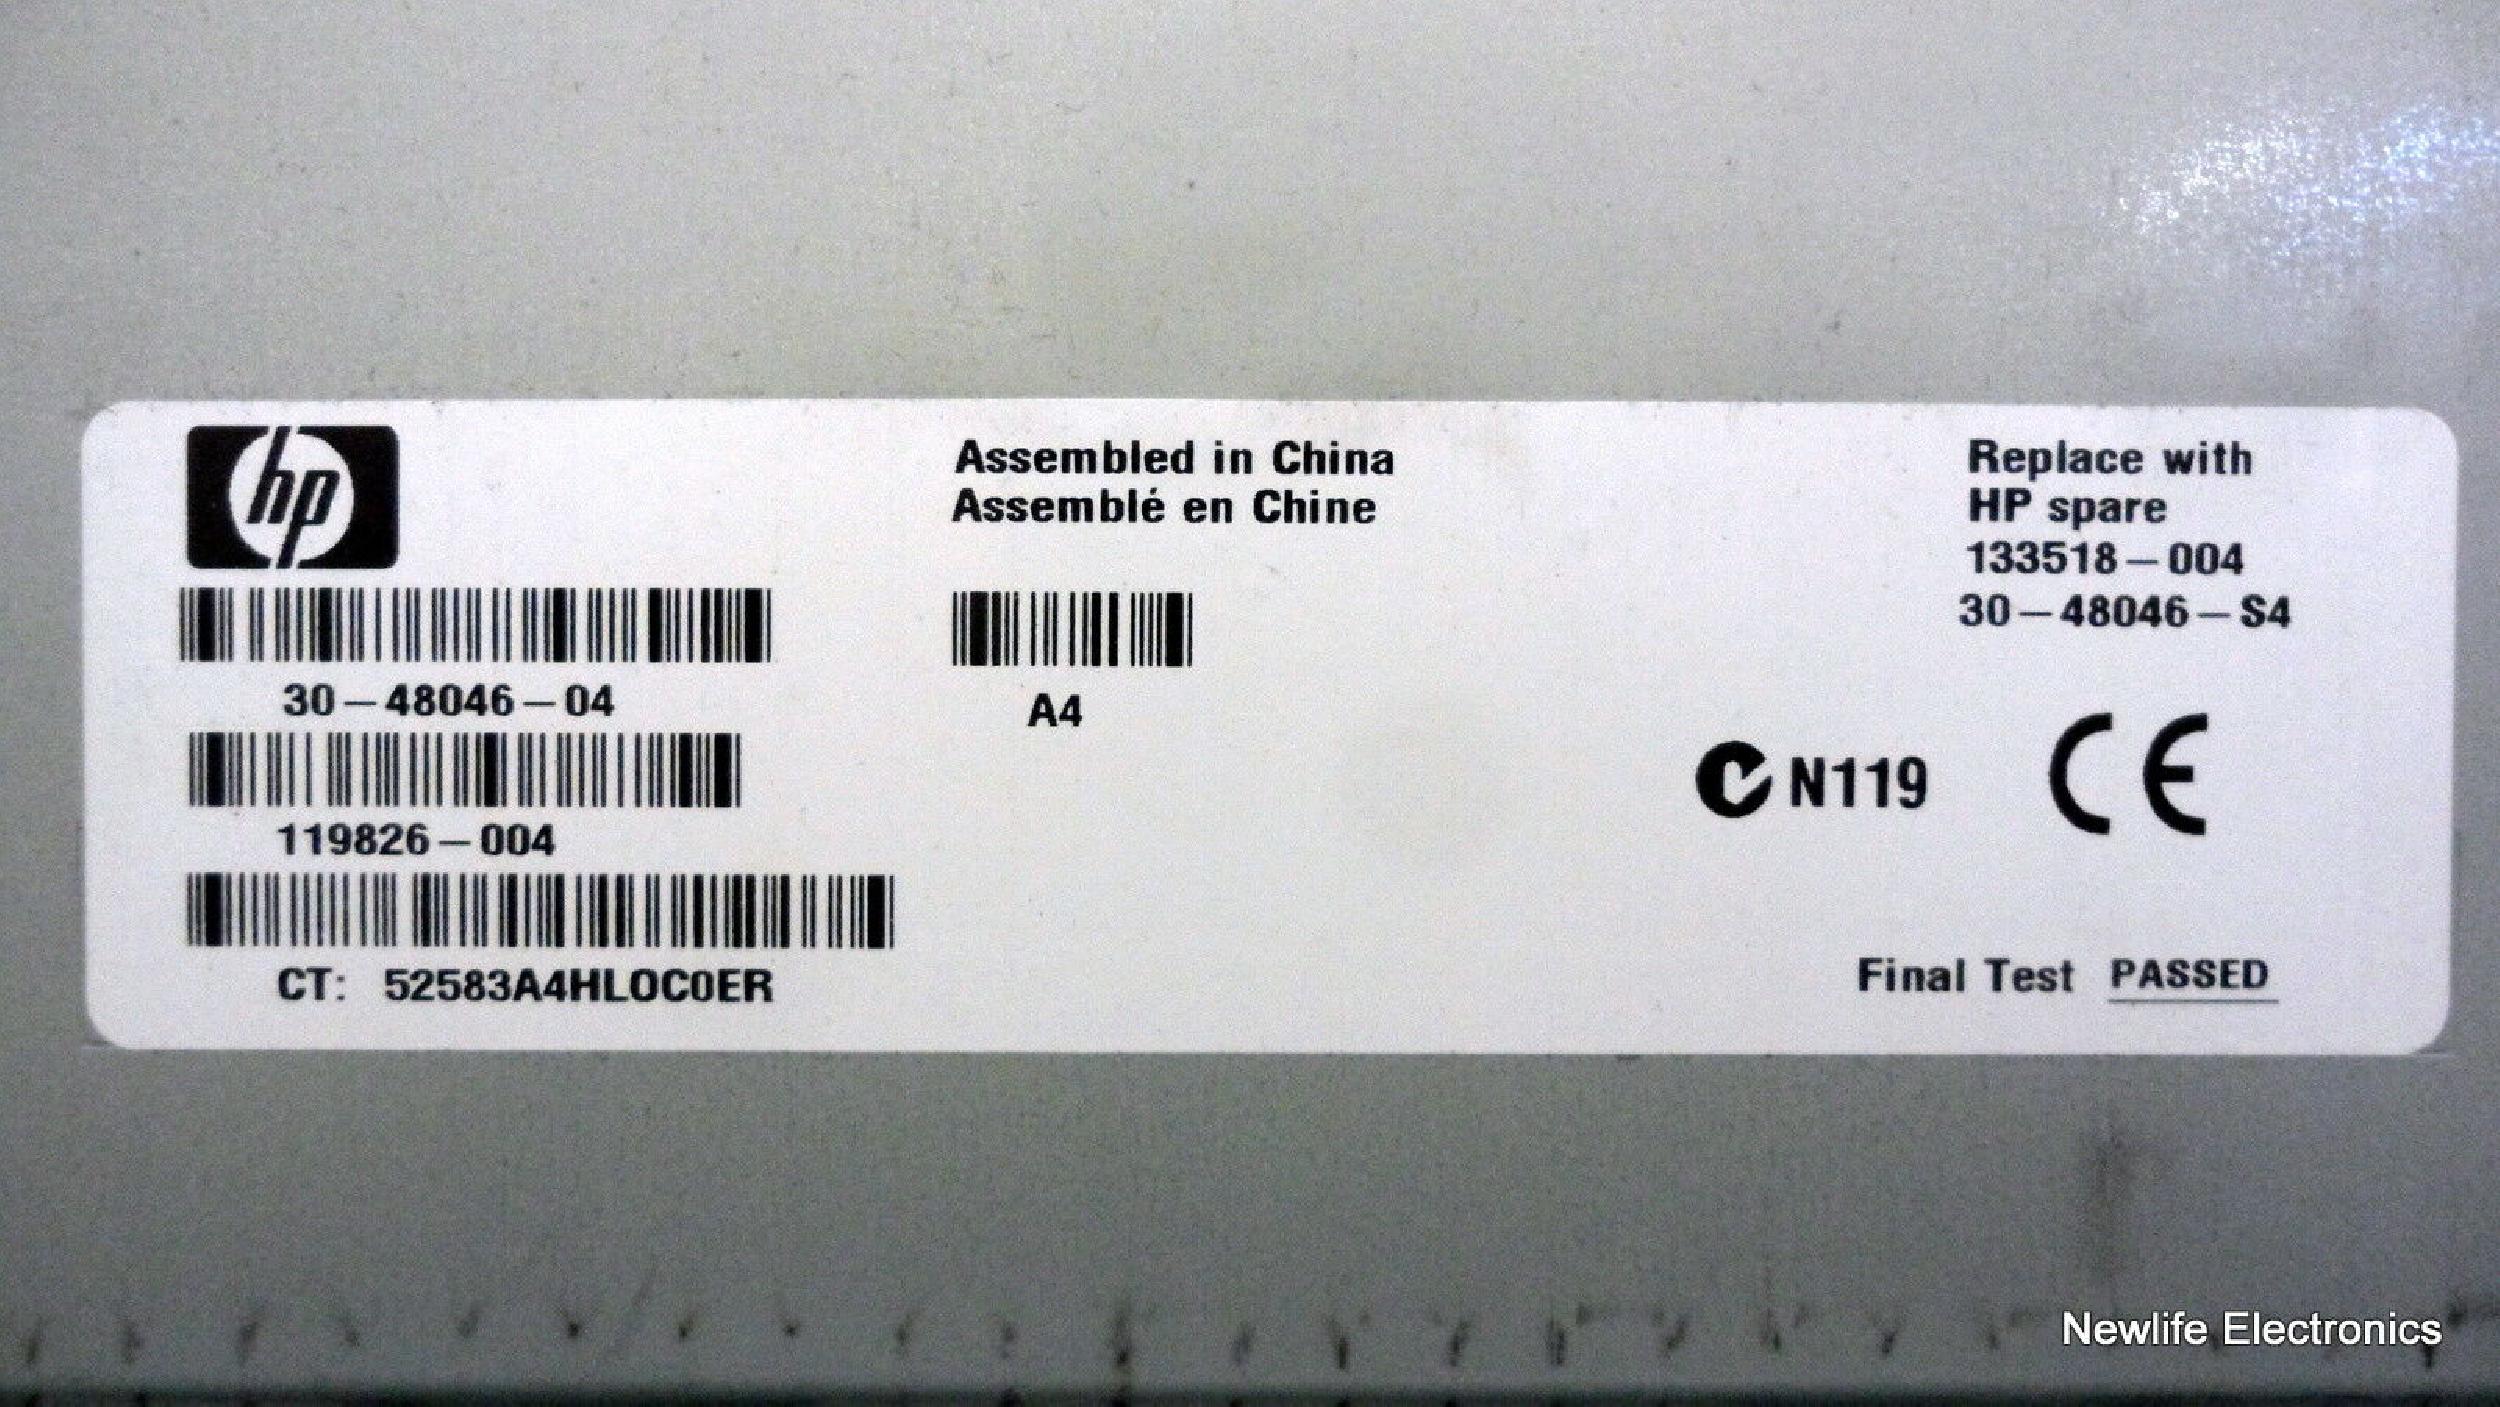 hp
Assembled in China
Assemblé en Chine
Replace with
HP spare
133518-004
30-48046-S4
30-48046-04
A4
119826-004
N119
CE
CT: 52583A4HLOC0ER
Final Test PASSED
Newlife Electronics